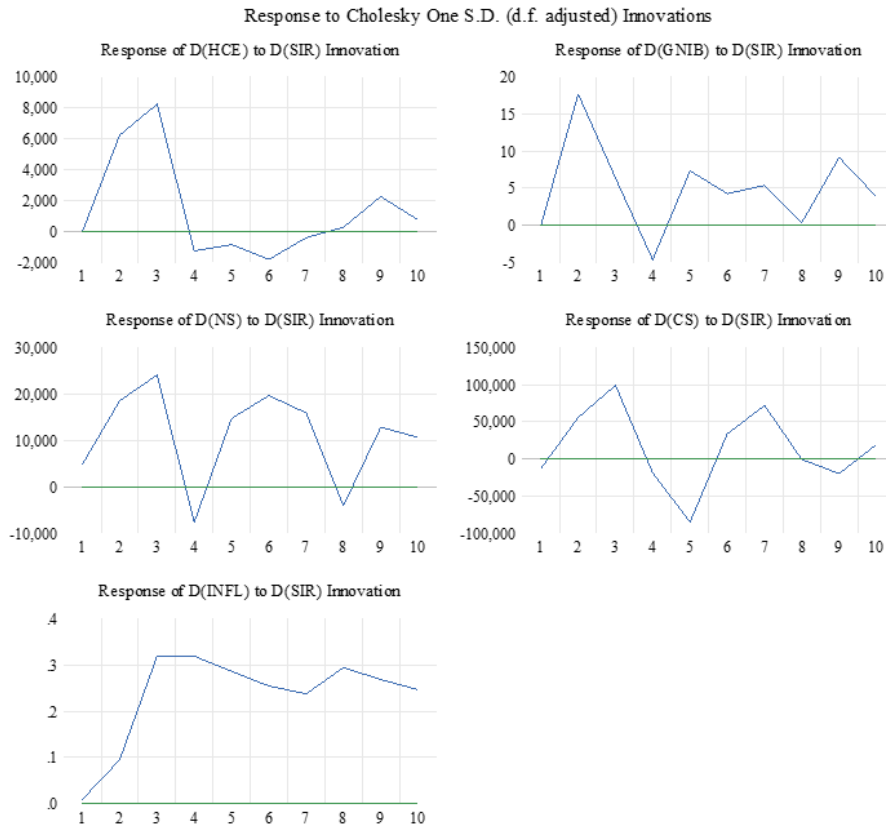 Response to Cholesky One S.D. (d.f. adjusted) Innovations
Response of D(HCE) to D(SIR) Innovation
10,000
8,000
6,000
4,000
2,000
0
-2,000
1 2 3 4 5 6 7 8 9 10
Response of D(GNIB) to D(SIR) Innovation
20
15
10
5
0
-5
1 2 3 4 5 6 7 8 9 10
Response of D(NS) to D(SIR) Innovation
30,000
20,000
10,000
0
-10,000
1 2 3 4 5 6 7 8 9 10
Response of D(CS) to D(SIR) Innovation
150,000
100,000
50,000
0
-50,000
-100,000
1 2 3 4 5 6 7 8 9 10
Response of D(INFL) to D(SIR) Innovation
.4
.3
.2
.1
.0
1 2 3 4 5 6 7 8 9 10